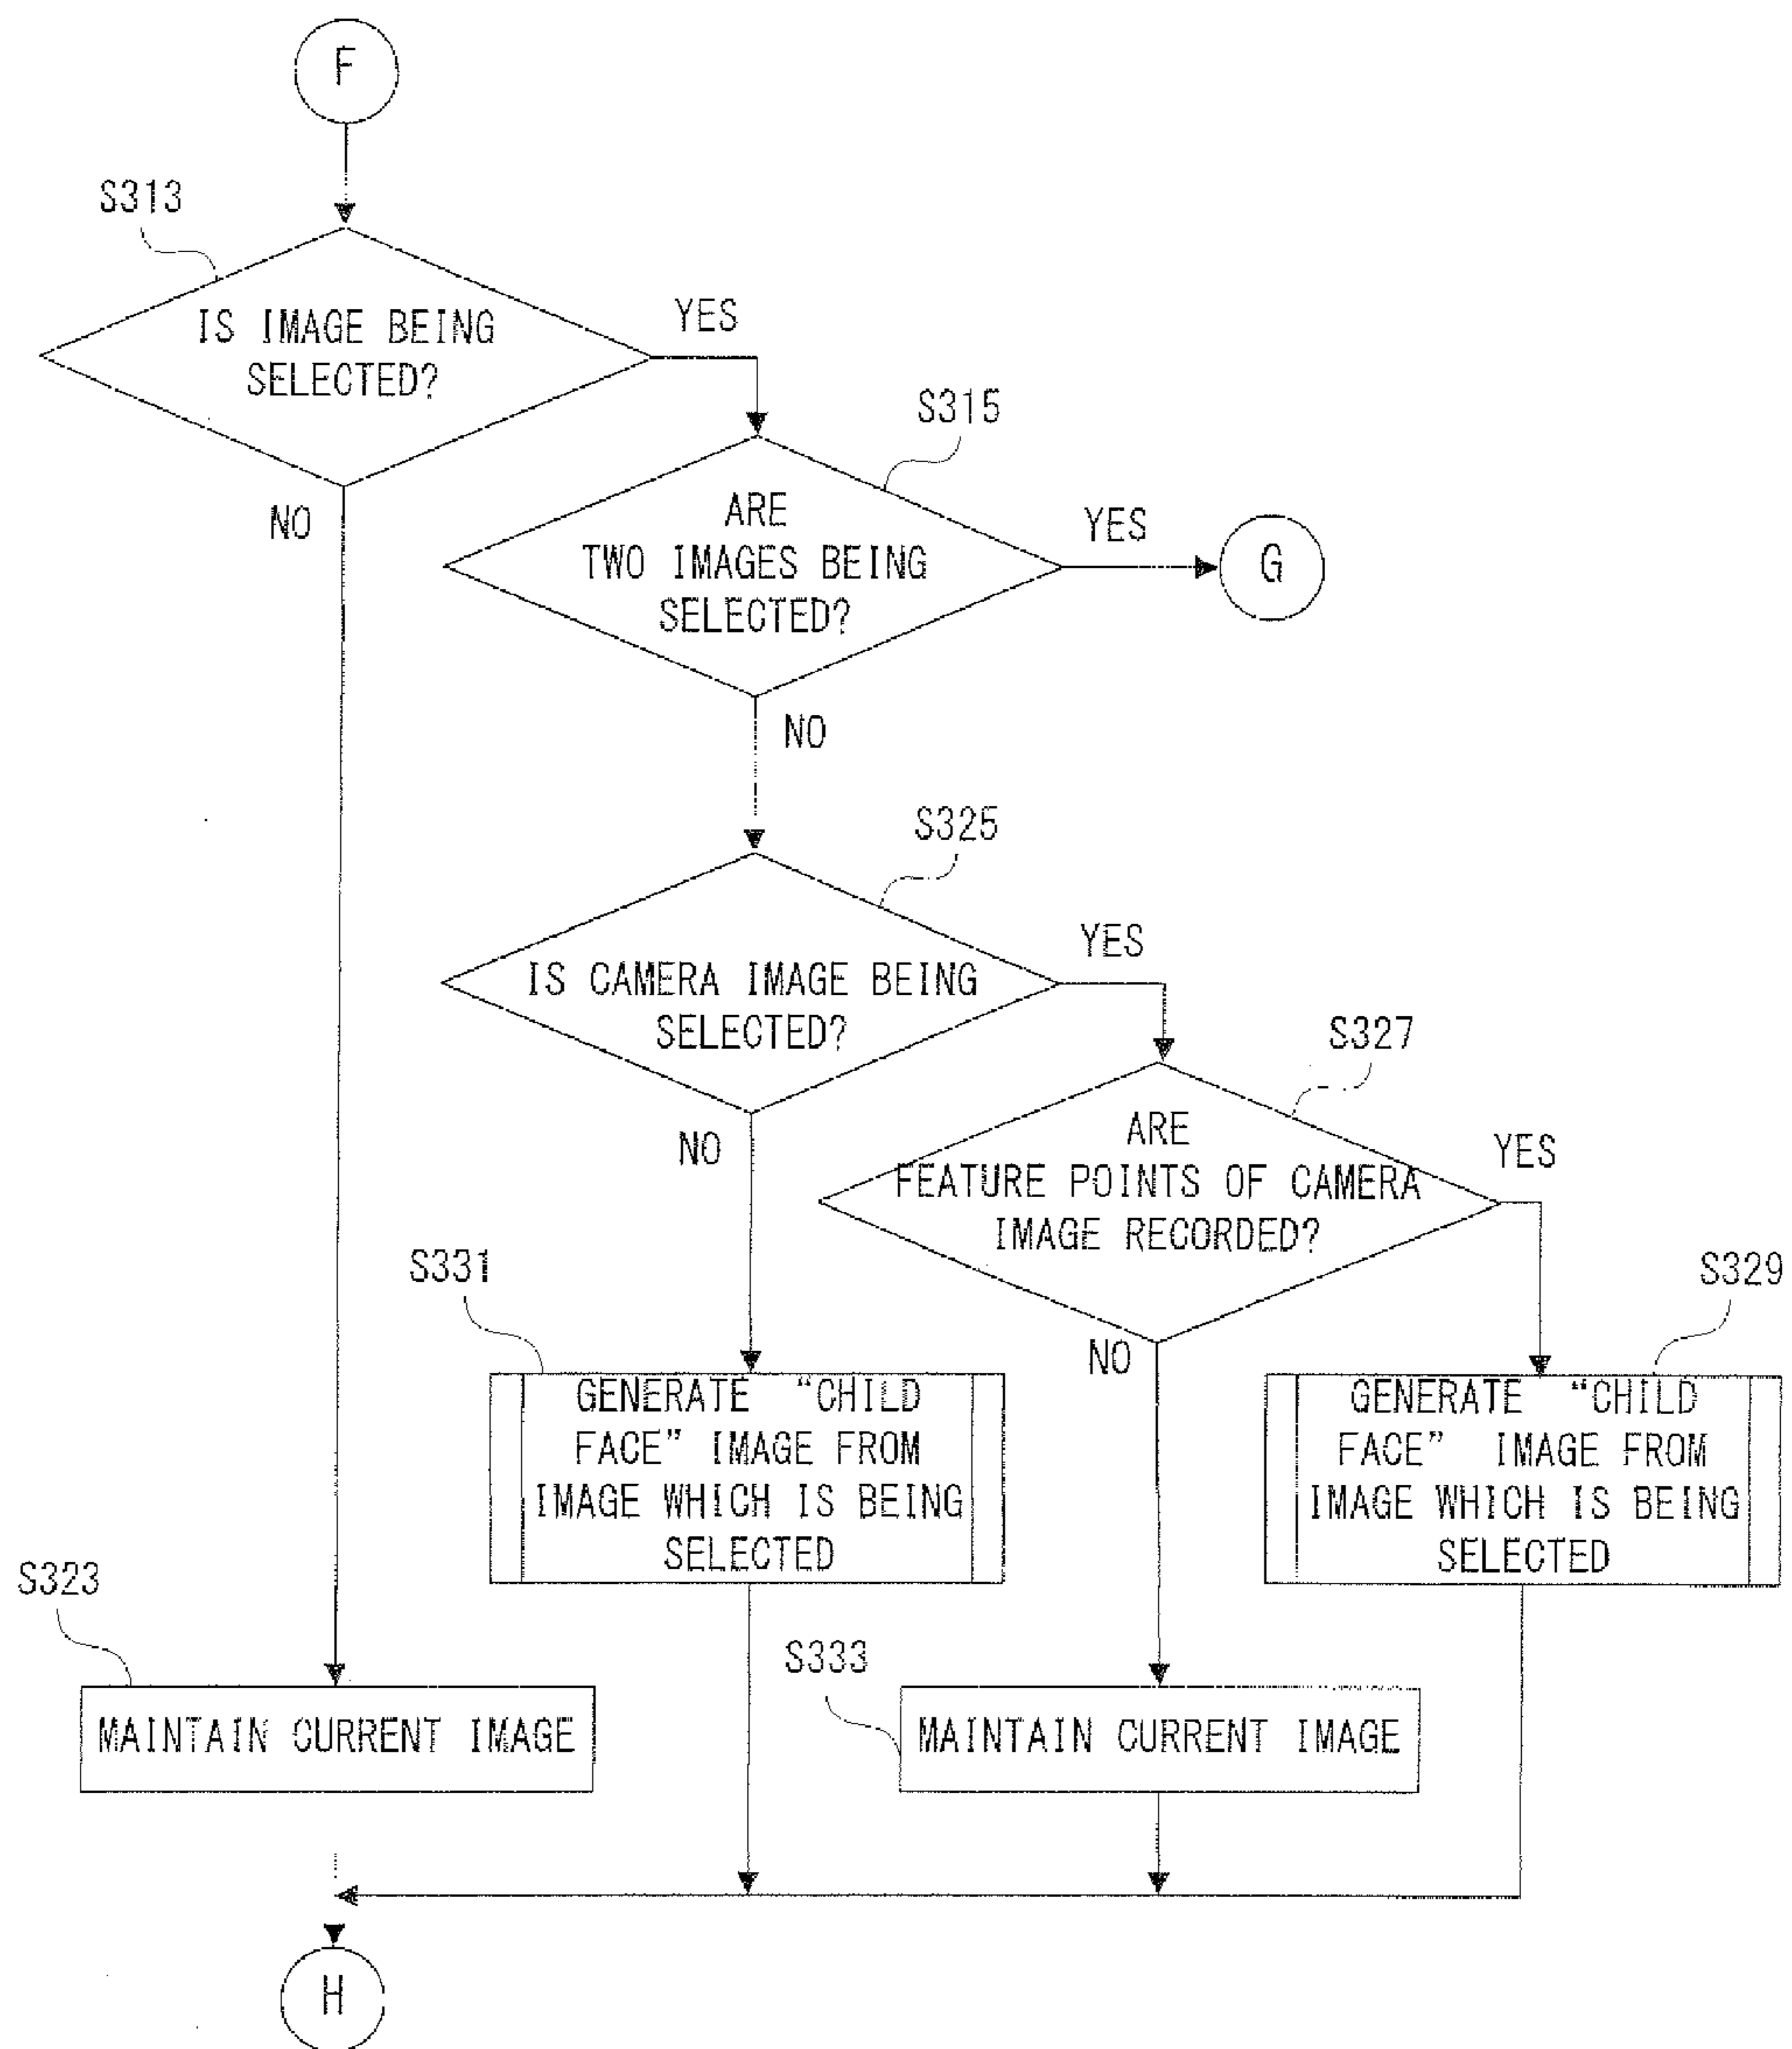 F
S313
IS IMAGE BEING
SELECTED?
YES
NO
S315
ARE
TWO IMAGES BEING
SELECTED?
YES
G
NO
S325
IS CAMERA IMAGE BEING
SELECTED?
YES
NO
S327
ARE
FEATURE POINTS OF CAMERA
IMAGE RECORDED?
YES
NO
S331
GENERATE “CHILD
FACE” IMAGE FROM
IMAGE WHICH IS BEING
SELECTED
S329
GENERATE “CHILD
FACE” IMAGE FROM
IMAGE WHICH IS BEING
SELECTED
S323
MAINTAIN CURRENT IMAGE
S333
MAINTAIN CURRENT IMAGE
H